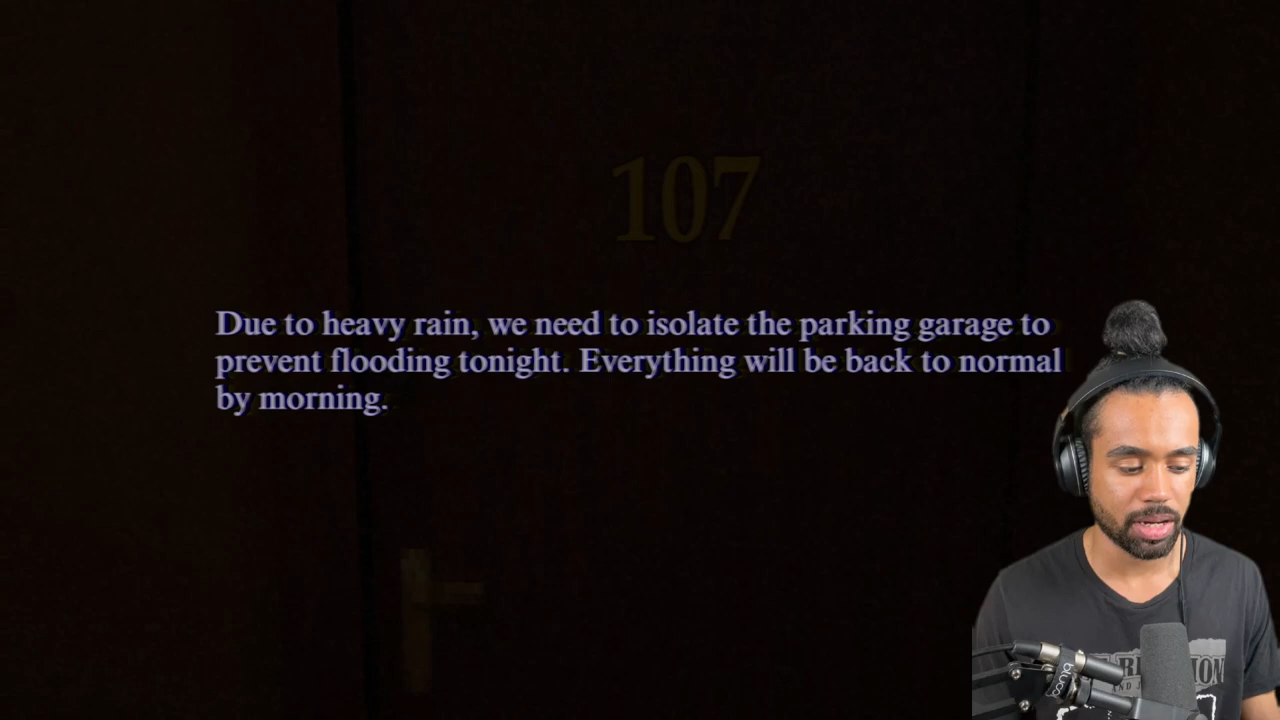 107
Due to heavy rain, we need to isolate the parking garage to
prevent flooding tonight. Everything will be back to normal
by morning.